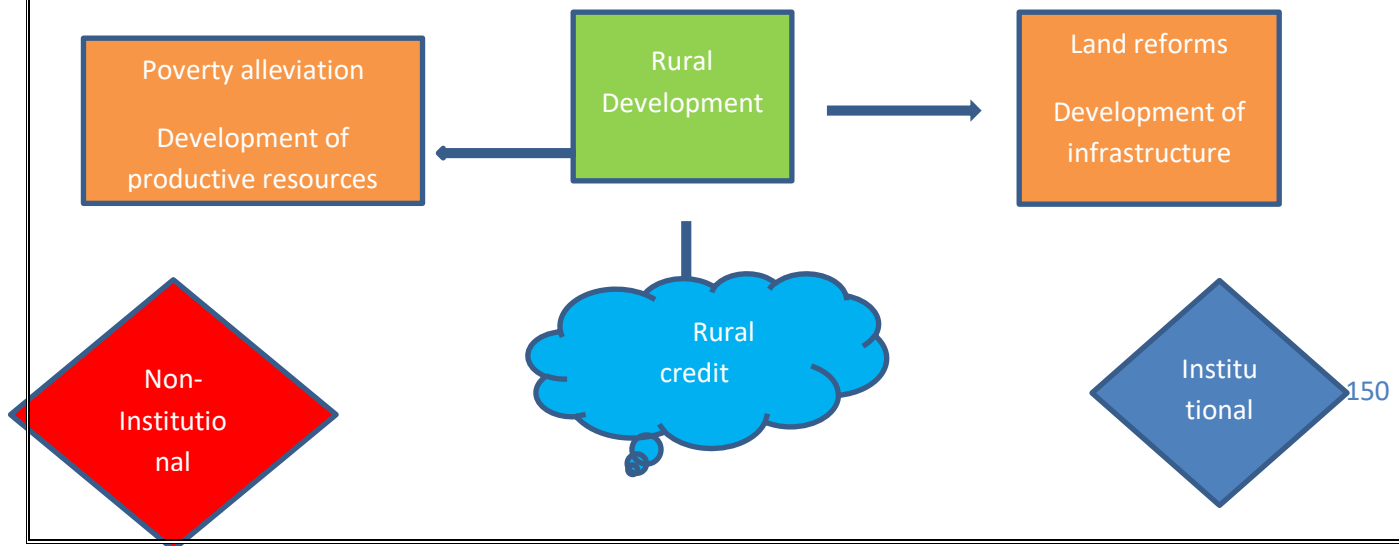 Poverty alleviation
Development of
productive resources
Rural
Development
Land reforms
Development of
infrastructure
Rural
credit
Non-
Institutio
nal
Institu
tional
150